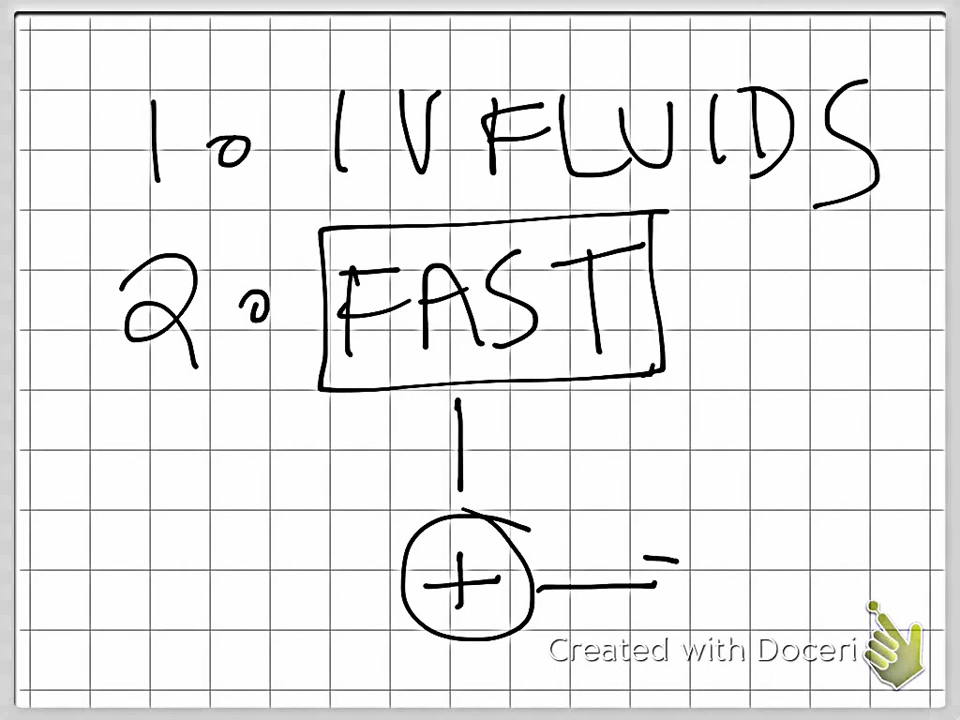 1. IV FLUIDS
2. FAST
+
Created with Doceri